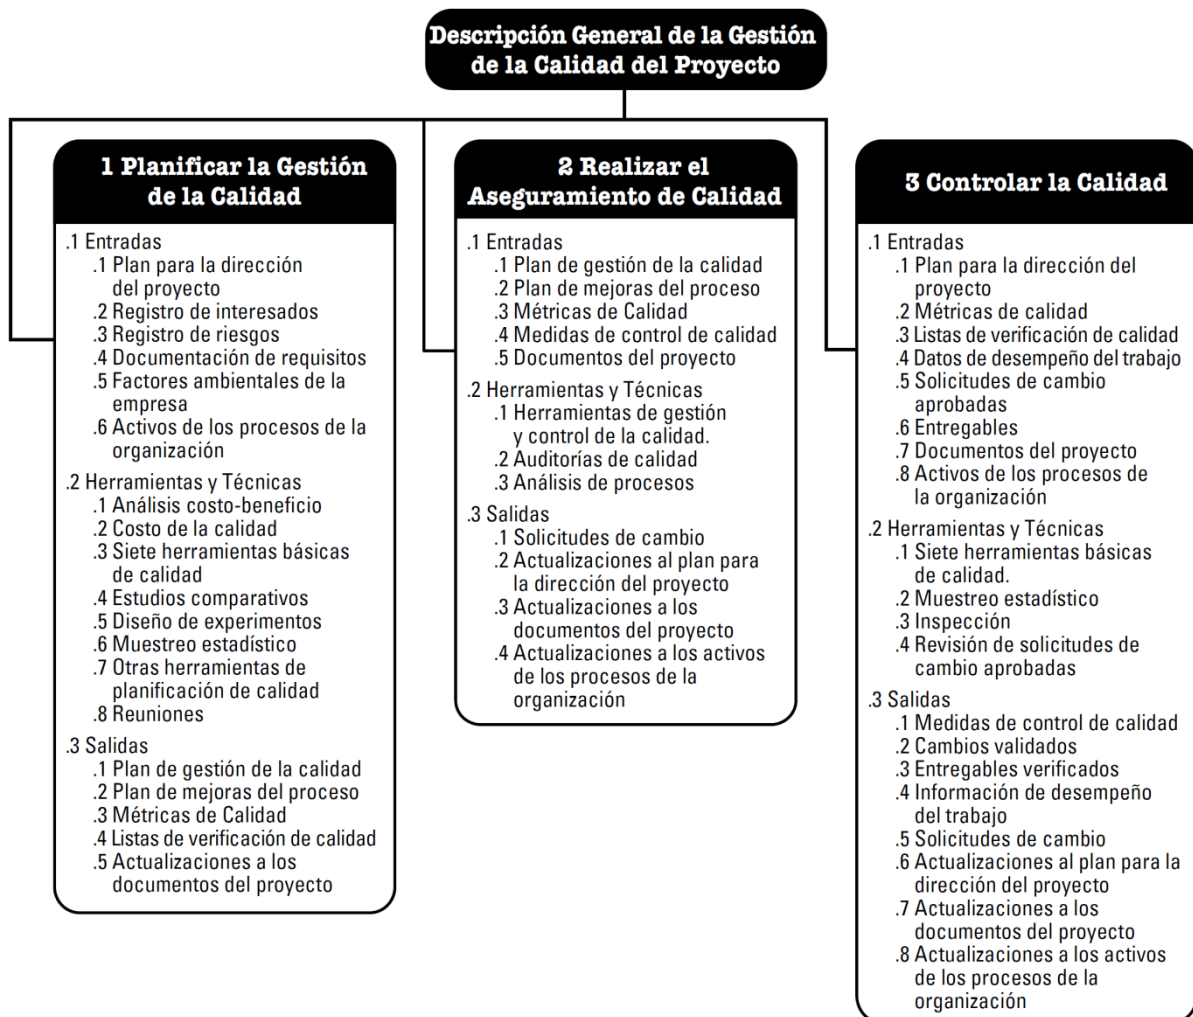 Descripción General de la Gestión
de la Calidad del Proyecto
1 Planificar la Gestión
de la Calidad
.1 Entradas
.1 Plan para la dirección
del proyecto
.2 Registro de interesados
.3 Registro de riesgos
.4 Documentación de requisitos
.5 Factores ambientales de la
empresa
.6 Activos de los procesos de la
organización
.2 Herramientas y Técnicas
.1 Análisis costo-beneficio
.2 Costo de la calidad
.3 Siete herramientas básicas
de calidad
.4 Estudios comparativos
.5 Diseño de experimentos
.6 Muestreo estadístico
.7 Otras herramientas de
planificación de calidad
.8 Reuniones
.3 Salidas
.1 Plan de gestión de la calidad
.2 Plan de mejoras del proceso
.3 Métricas de Calidad
.4 Listas de verificación de calidad
.5 Actualizaciones a los
documentos del proyecto
2 Realizar el
Aseguramiento de Calidad
.1 Entradas
.1 Plan de gestión de la calidad
.2 Plan de mejoras del proceso
.3 Métricas de Calidad
.4 Medidas de control de calidad
.5 Documentos del proyecto
.2 Herramientas y Técnicas
.1 Herramientas de gestión
y control de la calidad.
.2 Auditorías de calidad
.3 Análisis de procesos
.3 Salidas
.1 Solicitudes de cambio
.2 Actualizaciones al plan para
la dirección del proyecto
.3 Actualizaciones a los
documentos del proyecto
.4 Actualizaciones a los activos
de los procesos de la
organización
3 Controlar la Calidad
.1 Entradas
.1 Plan para la dirección del
proyecto
.2 Métricas de calidad
.3 Listas de verificación de calidad
.4 Datos de desempeño del trabajo
.5 Solicitudes de cambio
aprobadas
.6 Entregables
.7 Documentos del proyecto
.8 Activos de los procesos de
la organización
.2 Herramientas y Técnicas
.1 Siete herramientas básicas
de calidad.
.2 Muestreo estadístico
.3 Inspección
.4 Revisión de solicitudes de
cambio aprobadas
.3 Salidas
.1 Medidas de control de calidad
.2 Cambios validados
.3 Entregables verificados
.4 Información de desempeño
del trabajo
.5 Solicitudes de cambio
.6 Actualizaciones al plan para la
dirección del proyecto
.7 Actualizaciones a los
documentos del proyecto
.8 Actualizaciones a los activos
de los procesos de la
organización